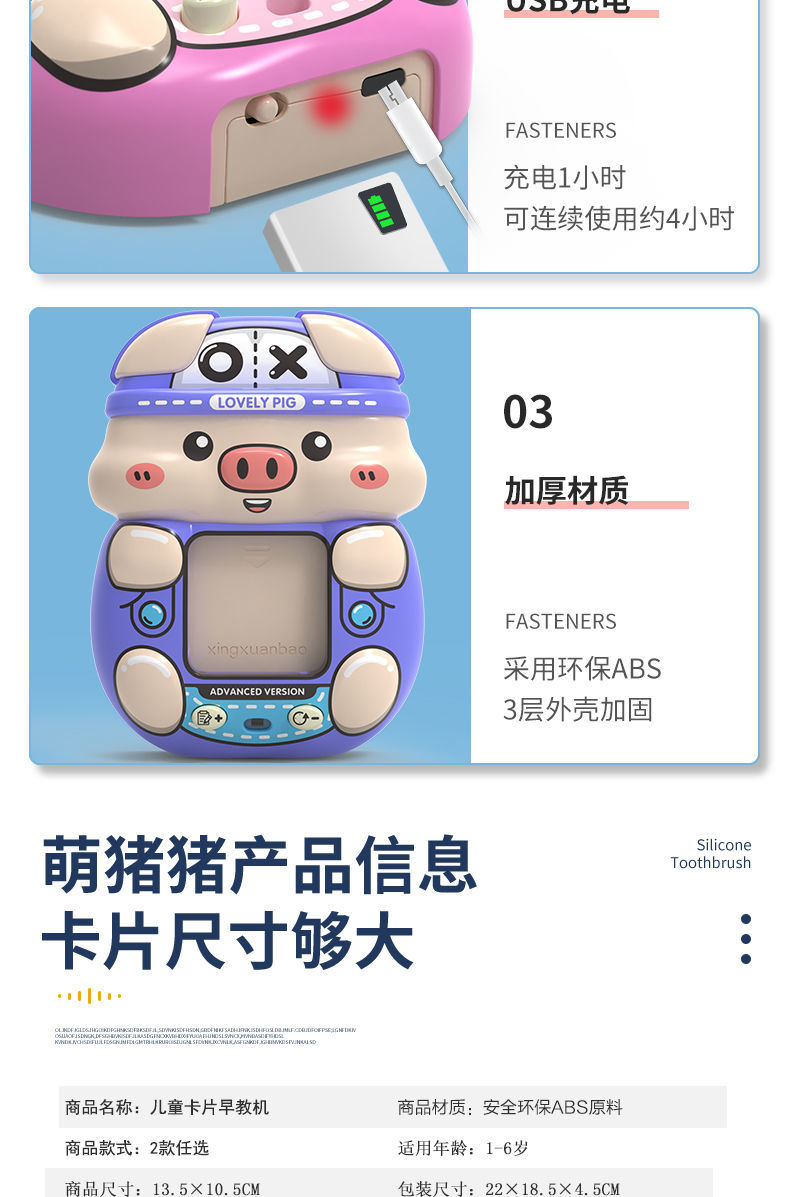 USB充电
FASTENERS
充电1小时
可连续使用约4小时
LOVELY PIG
xingxuanbao
ADVANCED VERSION
03
加厚材质
FASTENERS
采用环保ABS
3层外壳加固
萌猪猪产品信息
卡片尺寸够大
Silicone
Toothbrush
商品名称：儿童卡片早教机
商品材质：安全环保ABS原料
商品款式：2款任选
适用年龄：1-6岁
商品尺寸：13.5×10.5CM
包装尺寸：22×18.5×4.5CM